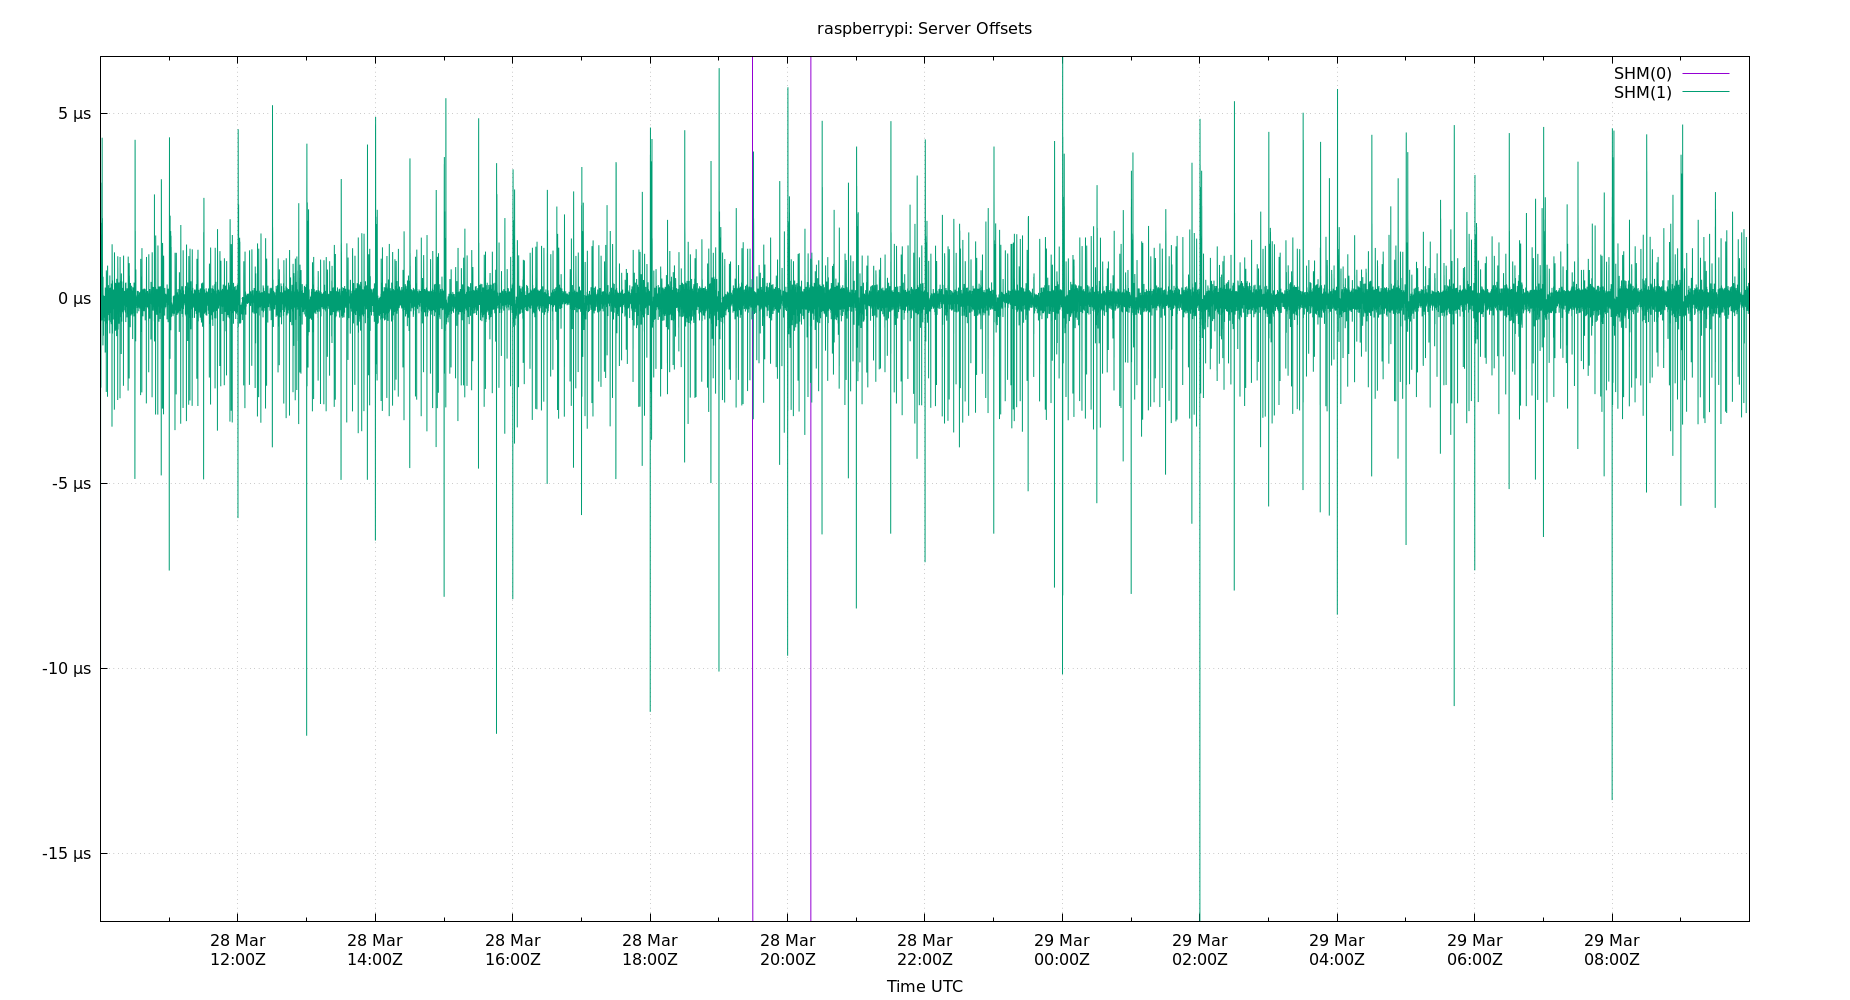 raspberrypi: Server Offsets
SHM(0)
SHM(1)
5 µs
0 µs
-5 µs
-10 µs
-15 µs
28 Mar 28 Mar 28 Mar 28 Mar 28 Mar 28 Mar 29 Mar 29 Mar 29 Mar 29 Mar 29 Mar
12:00Z 14:00Z 16:00Z 18:00Z 20:00Z 22:00Z 00:00Z 02:00Z 04:00Z 06:00Z 08:00Z
Time UTC